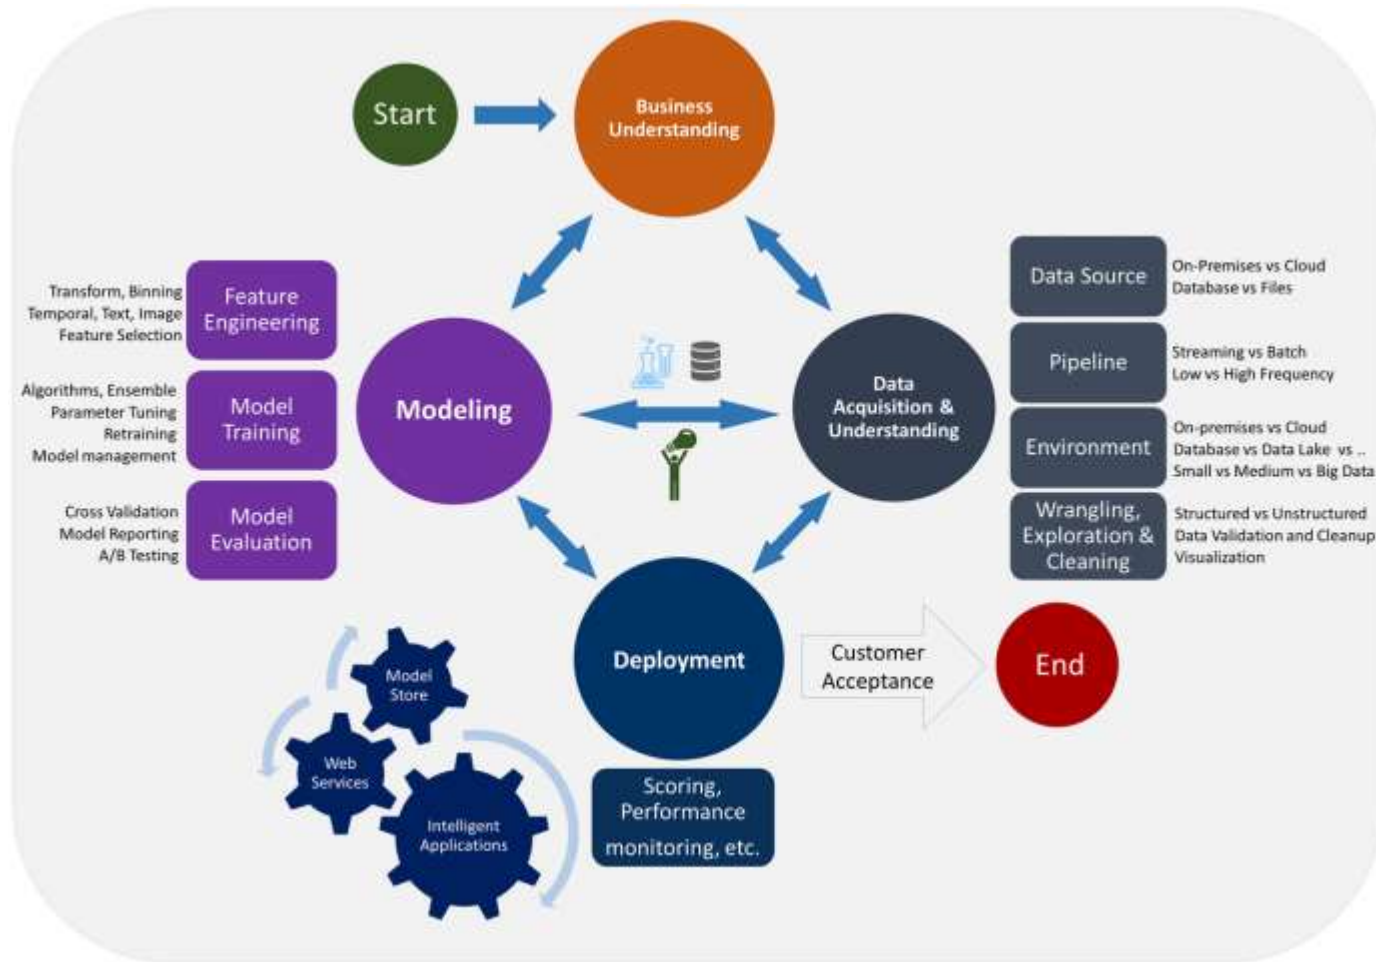 Start
Business
Understanding
Feature
Engineering
Transform, Binning
Temporal, Text, Image
Feature Selection
Model
Training
Algorithms, Ensemble
Parameter Tuning
Retraining
Model management
Model
Evaluation
Cross Validation
Model Reporting
A/B Testing
Modeling
Data
Acquisition &
Understanding
Data Source
On-Premises vs Cloud
Database vs Files
Pipeline
Streaming vs Batch
Low vs High Frequency
Environment
On-premises vs Cloud
Database vs Data Lake vs ..
Small vs Medium vs Big Data
Wrangling,
Exploration &
Cleaning
Structured vs Unstructured
Data Validation and Cleanup
Visualization
Deployment
Customer
Acceptance
End
Model
Store
Web
Services
Intelligent
Applications
Scoring,
Performance
monitoring, etc.